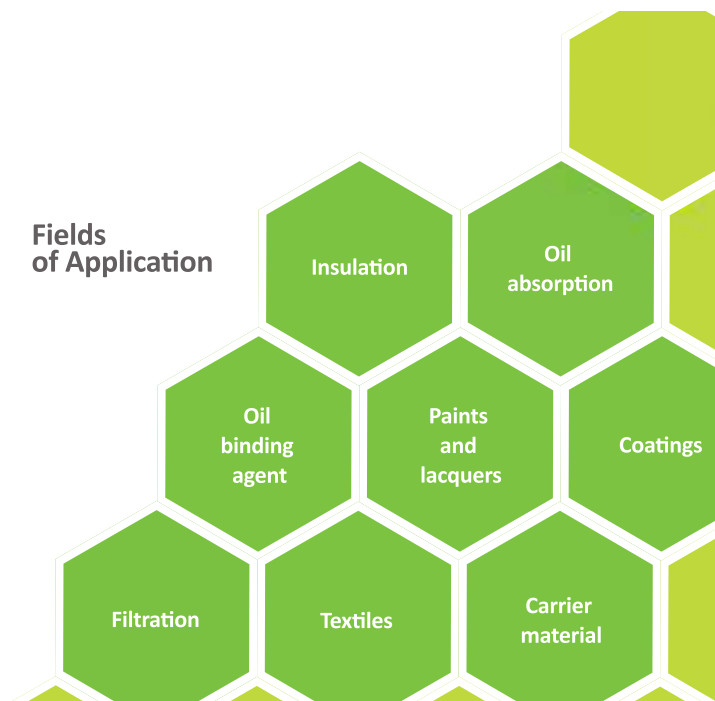 Fields
of Application
Insulation
Oil
absorption
Oil
binding
agent
Paints
and
lacquers
Coatings
Filtration
Textiles
Carrier
material